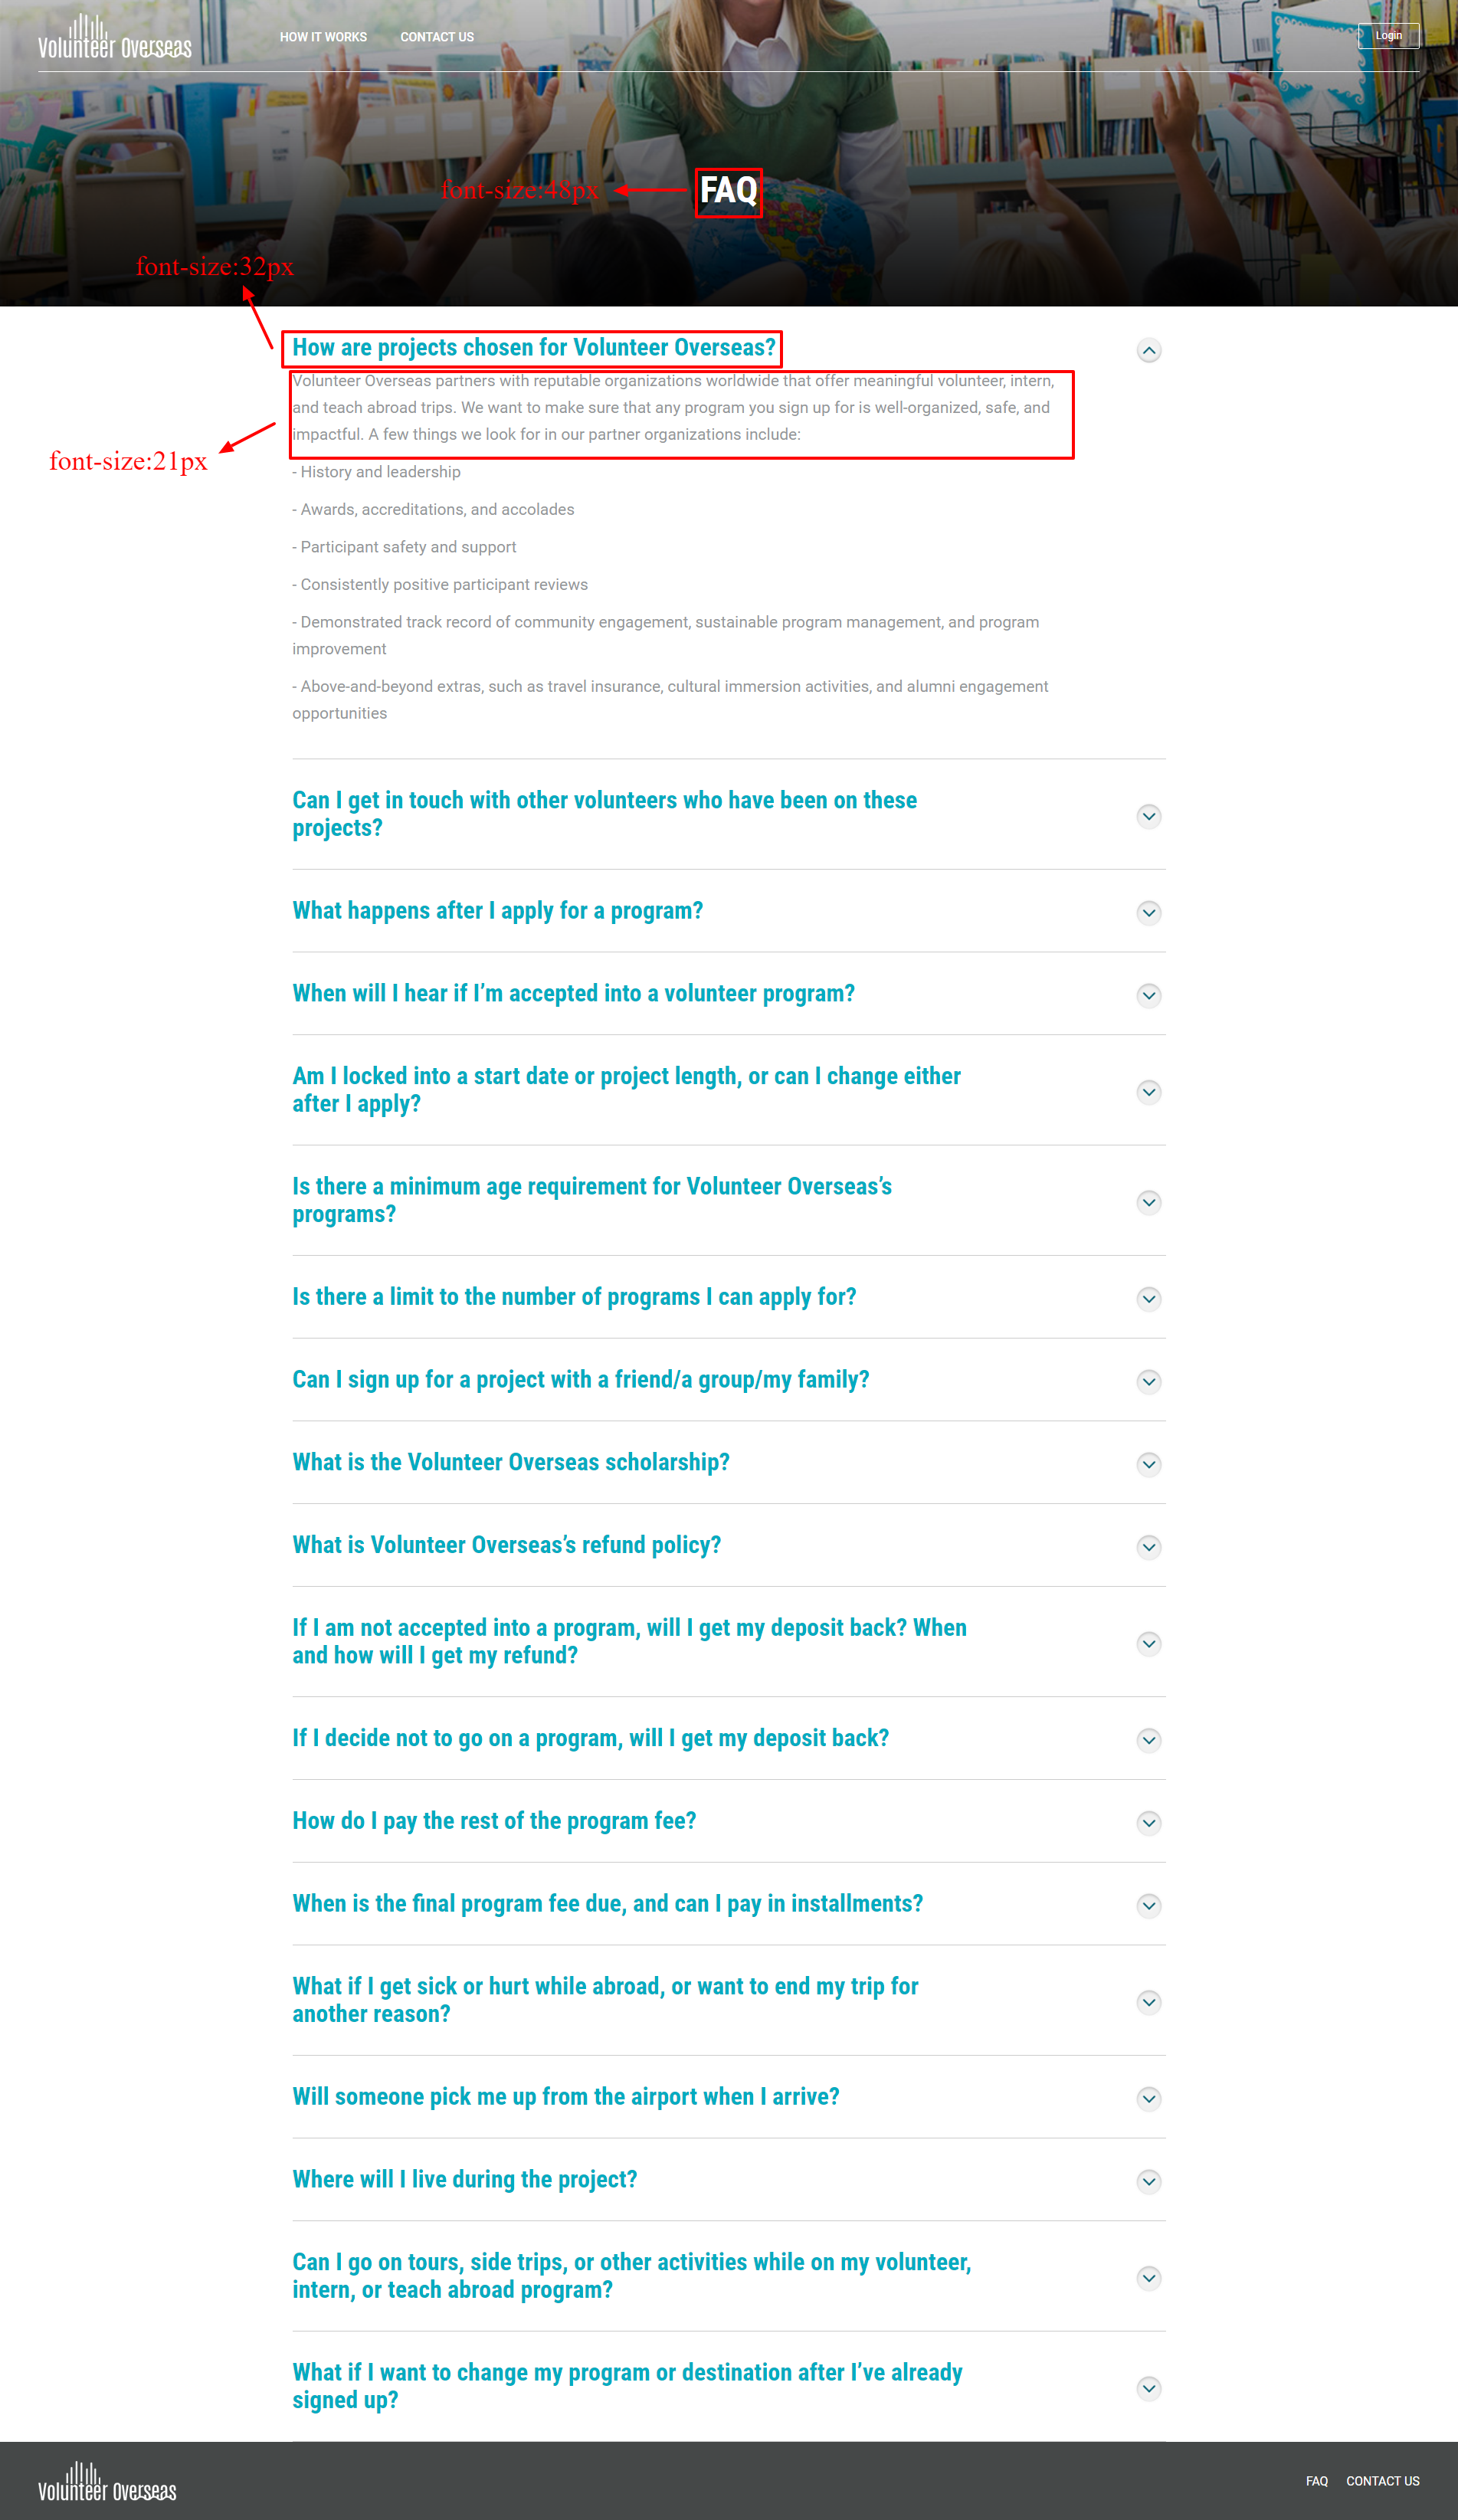 Volunteer Overseas
HOW IT WORKS
CONTACT US
Login
font-size:48px
FAQ
font-size:32px
How are projects chosen for Volunteer Overseas?
Volunteer Overseas partners with reputable organizations worldwide that offer meaningful volunteer, intern,
and teach abroad trips. We want to make sure that any program you sign up for is well-organized, safe, and
impactful. A few things we look for in our partner organizations include:
font-size:21px
- History and leadership
- Awards, accreditations, and accolades
- Participant safety and support
- Consistently positive participant reviews
- Demonstrated track record of community engagement, sustainable program management, and program
improvement
- Above-and-beyond extras, such as travel insurance, cultural immersion activities, and alumni engagement
opportunities
Can I get in touch with other volunteers who have been on these
projects?
What happens after I apply for a program?
When will I hear if I’m accepted into a volunteer program?
Am I locked into a start date or project length, or can I change either
after I apply?
Is there a minimum age requirement for Volunteer Overseas’s
programs?
Is there a limit to the number of programs I can apply for?
Can I sign up for a project with a friend/a group/my family?
What is the Volunteer Overseas scholarship?
What is Volunteer Overseas’s refund policy?
If I am not accepted into a program, will I get my deposit back? When
and how will I get my refund?
If I decide not to go on a program, will I get my deposit back?
How do I pay the rest of the program fee?
When is the final program fee due, and can I pay in installments?
What if I get sick or hurt while abroad, or want to end my trip for
another reason?
Will someone pick me up from the airport when I arrive?
Where will I live during the project?
Can I go on tours, side trips, or other activities while on my volunteer,
intern, or teach abroad program?
What if I want to change my program or destination after I’ve already
signed up?
Volunteer Overseas
FAQ
CONTACT US